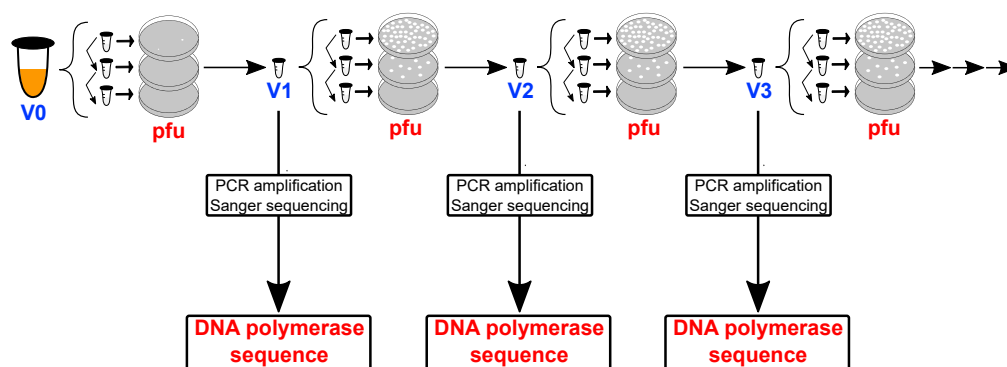 V0
pfu
V1
pfu
V2
pfu
V3
pfu
PCR amplification
Sanger sequencing
PCR amplification
Sanger sequencing
PCR amplification
Sanger sequencing
DNA polymerase
sequence
DNA polymerase
sequence
DNA polymerase
sequence